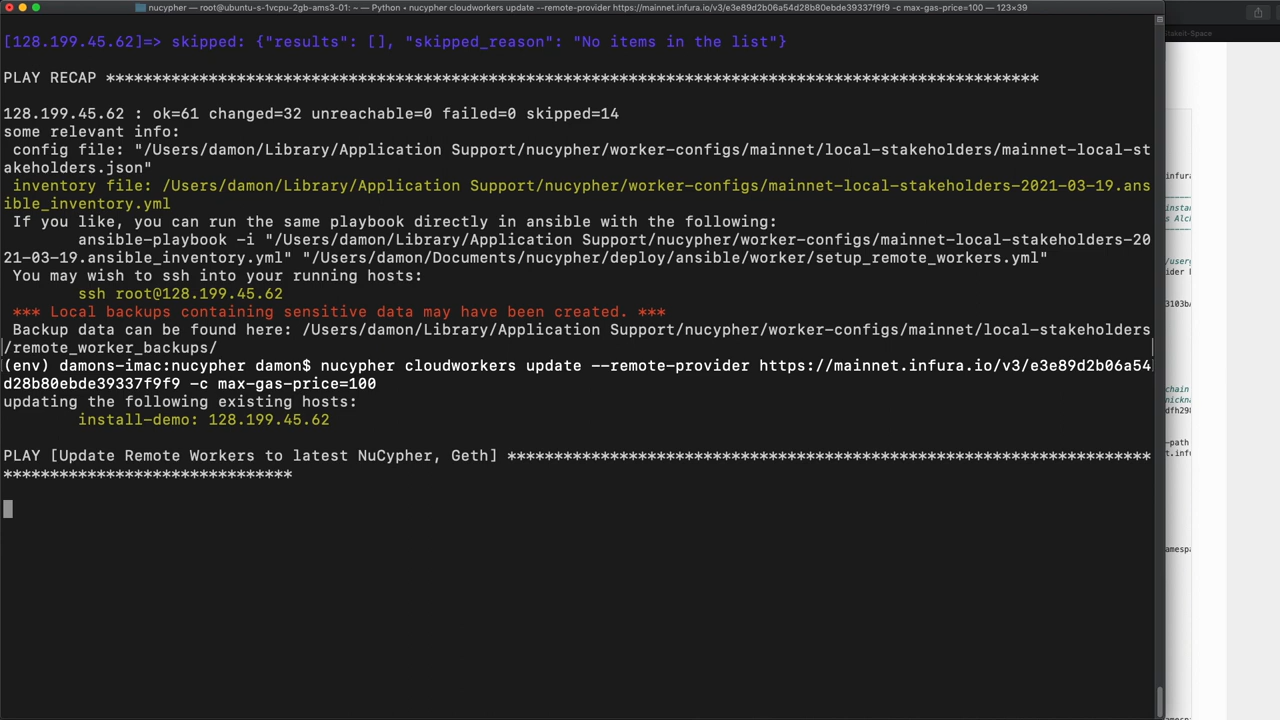 nucypher — root@ubuntu-s-1vcpu-2gb-ams3-01: ~ — Python • nucypher cloudworkers update --remote-provider https://mainnet.infura.io/v3/e3e89d2b06a54d28b80ebde39337f9f9 -c max-gas-price=100 — 123×39
[128.199.45.62]=> skipped: {"results": [], "skipped_reason": "No items in the list"}
PLAY RECAP *****************************************************************************************************
128.199.45.62 : ok=61 changed=32 unreachable=0 failed=0 skipped=14
some relevant info:
config file: "/Users/damon/Library/Application Support/nucypher/worker-configs/mainnet/local-stakeholders/mainnet-local-st
akeholders.json"
inventory file: /Users/damon/Library/Application Support/nucypher/worker-configs/mainnet-local-stakeholders-2021-03-19.ans
ible_inventory.yml
If you like, you can run the same playbook directly in ansible with the following:
ansible-playbook -i "/Users/damon/Library/Application Support/nucypher/worker-configs/mainnet-local-stakeholders-20
21-03-19.ansible_inventory.yml" "/Users/damon/Documents/nucypher/deploy/ansible/worker/setup_remote_workers.yml"
You may wish to ssh into your running hosts:
ssh root@128.199.45.62
*** Local backups containing sensitive data may have been created. ***
Backup data can be found here: /Users/damon/Library/Application Support/nucypher/worker-configs/mainnet/local-stakeholders
/remote_worker_backups/
(env) damons-imac:nucypher damon$ nucypher cloudworkers update --remote-provider https://mainnet.infura.io/v3/e3e89d2b06a54
d28b80ebde39337f9f9 -c max-gas-price=100
updating the following existing hosts:
install-demo: 128.199.45.62
PLAY [Update Remote Workers to latest NuCypher, Geth] *********************************************************************
*******************************